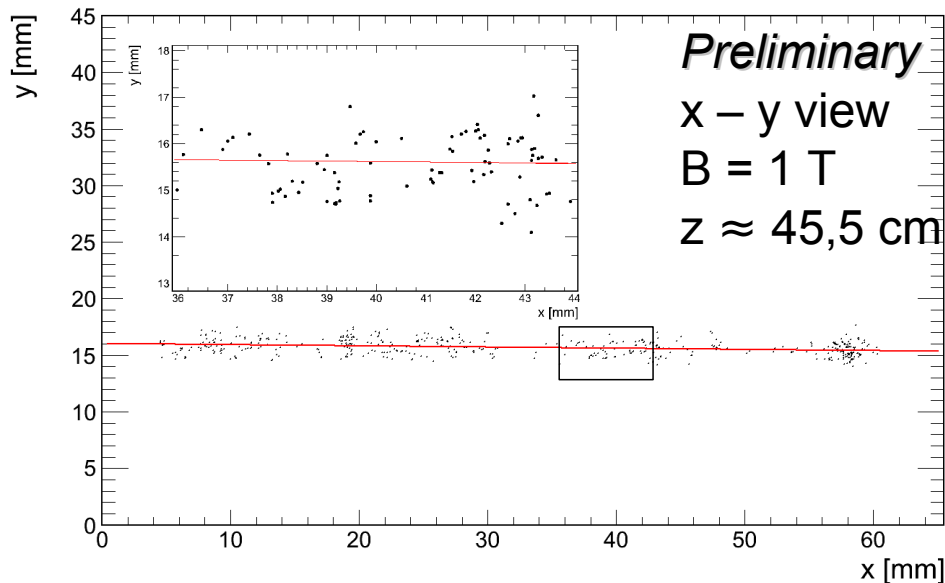 Preliminary
x – y view
B = 1 T
z ≈ 45,5 cm
y [mm]
45
40
35
30
25
20
15
10
5
0
0 10 20 30 40 50 60
x [mm]
y [mm]
18
17
16
15
14
13
36 37 38 39 40 41 42 43 44
x [mm]